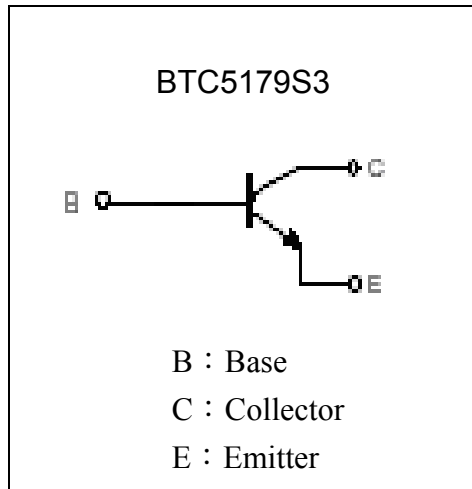 BTC5179S3
C
B
E
B：Base
C：Collector
E：Emitter